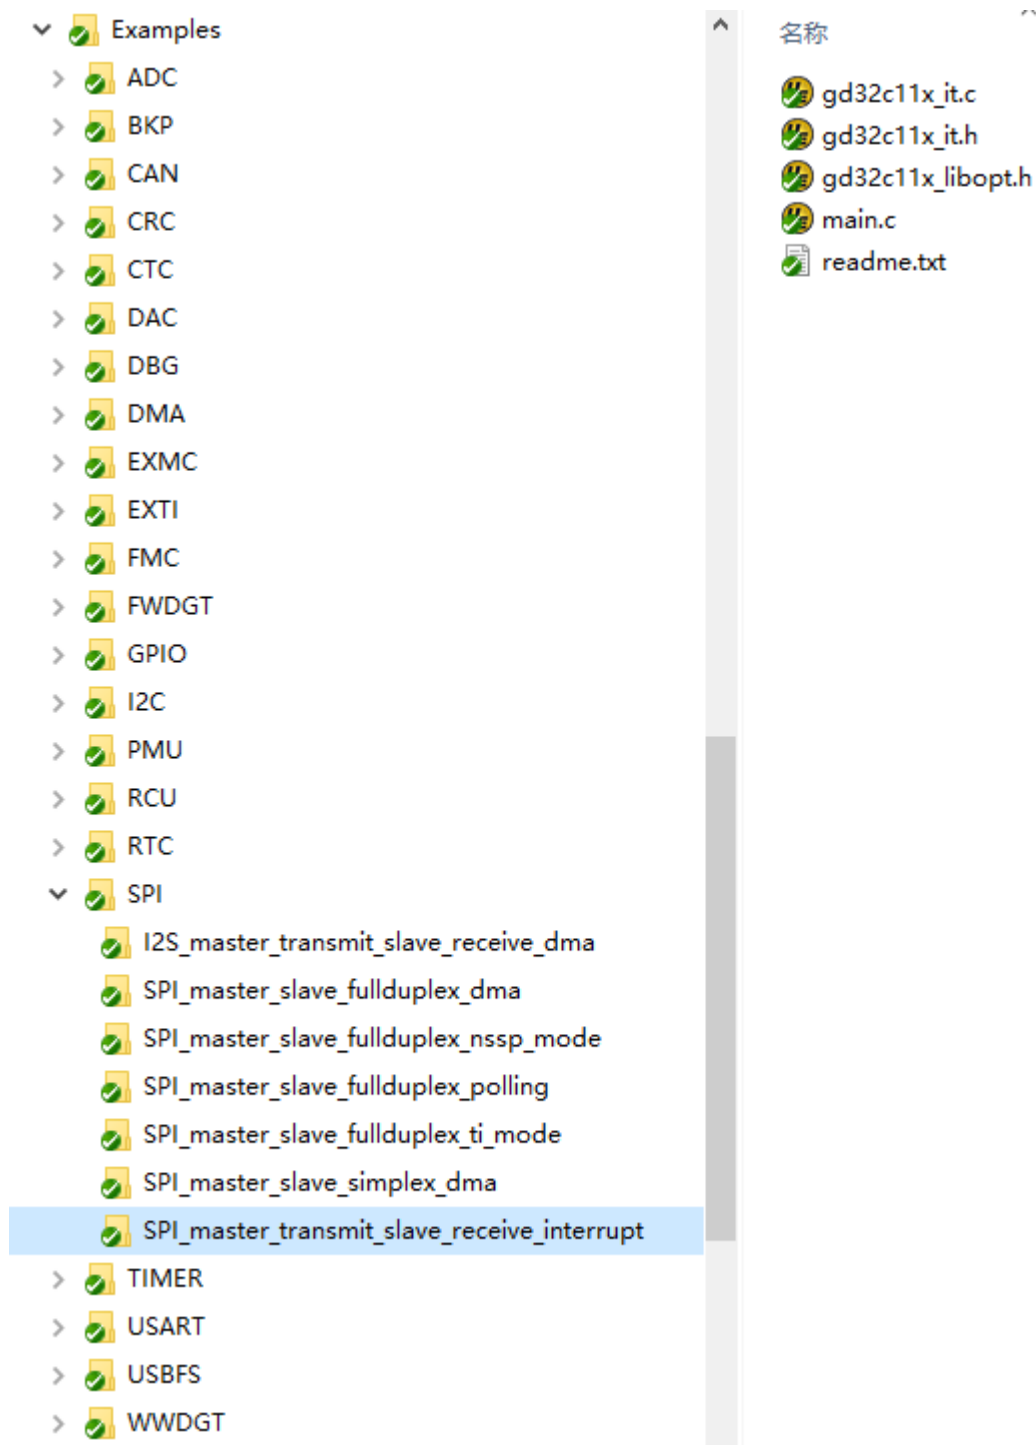 Examples
ADC
BKP
CAN
CRC
CTC
DAC
DBG
DMA
EXMC
EXTI
FMC
FWDGT
GPIO
I2C
PMU
RCU
RTC
SPI
I2S_master_transmit_slave_receive_dma
SPI_master_slave_fullduplex_dma
SPI_master_slave_fullduplex_nssp_mode
SPI_master_slave_fullduplex_polling
SPI_master_slave_fullduplex_ti_mode
SPI_master_slave_simplex_dma
SPI_master_transmit_slave_receive_interrupt
TIMER
USART
USBFS
WWDGT
名称
gd32c11x_it.c
gd32c11x_it.h
gd32c11x_libopt.h
main.c
readme.txt